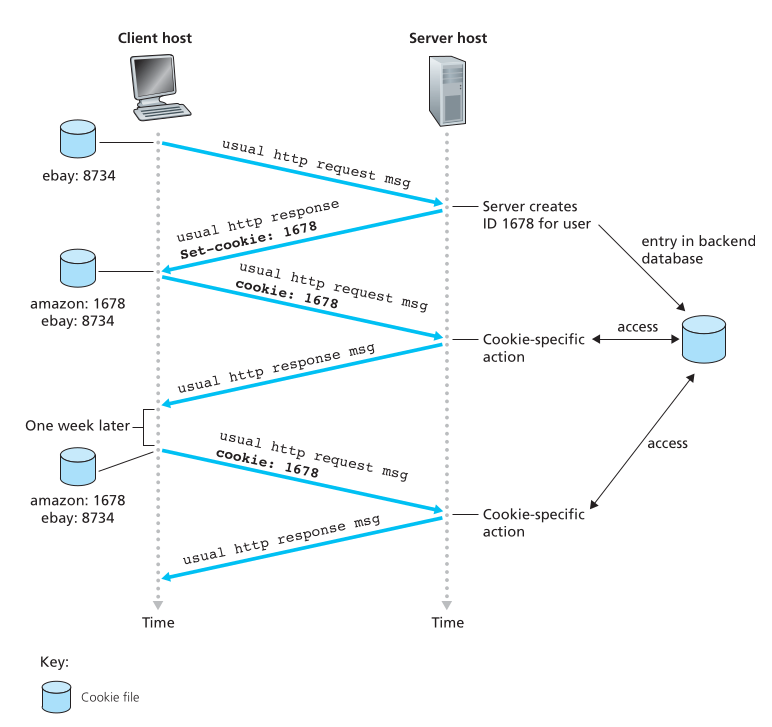 Client host
Server host
usual http request msg
ebay: 8734
Server creates
ID 1678 for user
usual http response
Set-cookie: 1678
entry in backend
database
usual http request msg
cookie: 1678
amazon: 1678
ebay: 8734
access
Cookie-specific
action
usual http response msg
One week later
usual http request msg
cookie: 1678
access
amazon: 1678
ebay: 8734
Cookie-specific
action
usual http response msg
Time
Time
Key:
Cookie file